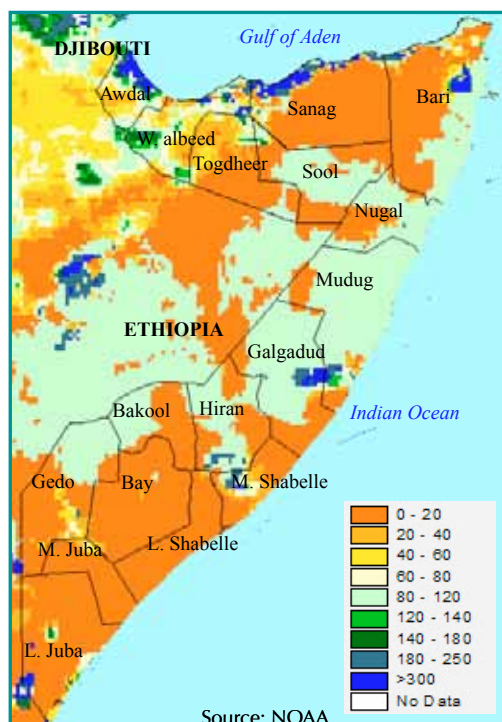 DJIBOUTI
Gulf of Aden
Awdal
Sanag
Bari
W. albeed
Togdheer
Sool
Nugal
Mudug
ETHIOPIA
Galgadud
Bakool
Hiran
Indian Ocean
Gedo
Bay
M. Shabelle
M. Juba
L. Shabelle
L. Juba
0 - 20
20 - 40
40 - 60
60 - 80
80 - 120
120 - 140
140 - 180
180 - 250
>300
No Data
Source: NOAA